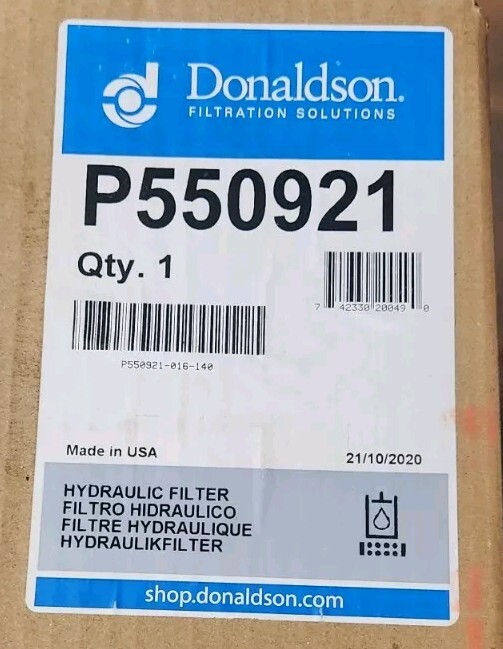 Donaldson.
FILTRATION SOLUTIONS
P550921
Qty. 1
7 42330 20049 0
P550921-016-140
Made in USA
21/10/2020
HYDRAULIC FILTER
FILTRO HIDRAULICO
FILTRE HYDRAULIQUE
HYDRAULIKFILTER
shop.donaldson.com